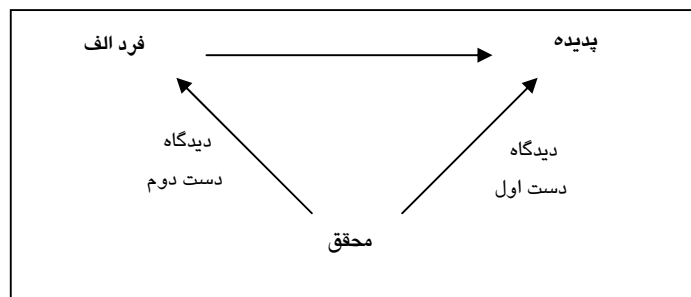 پدیده
فرد الف
دیدگاه
دست اول
دیدگاه
دست دوم
محقق